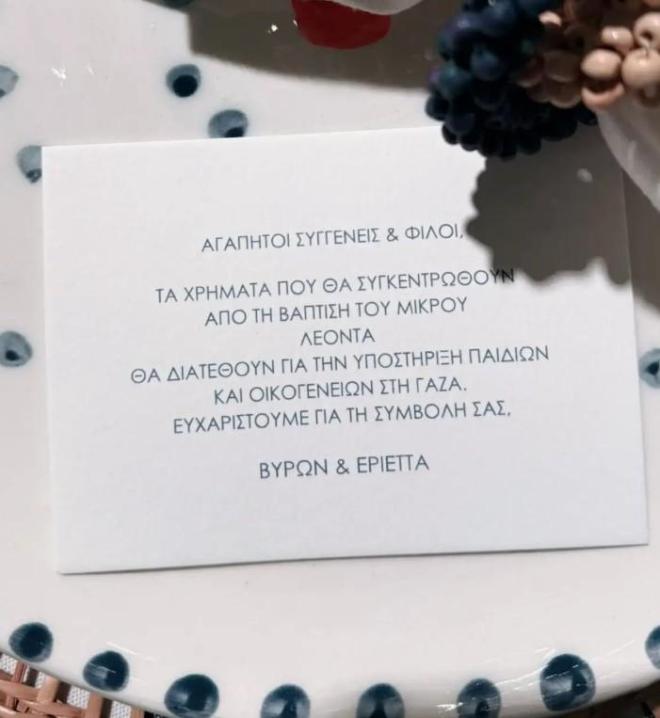 ΑΓΑΠΗΤΟΙ ΣΥΓΓΕΝΕΙΣ & ΦΙΛΟΙ,
ΤΑ ΧΡΗΜΑΤΑ ΠΟΥ ΘΑ ΣΥΓΚΕΝΤΡΩΘΟΥΝ
ΑΠΟ ΤΗ ΒΑΠΤΙΣΗ ΤΟΥ ΜΙΚΡΟΥ
ΛΕΟΝΤΑ
ΘΑ ΔΙΑΤΕΘΟΥΝ ΓΙΑ ΤΗΝ ΥΠΟΣΤΗΡΙΞΗ ΠΑΙΔΙΩΝ
ΚΑΙ ΟΙΚΟΓΕΝΕΙΩΝ ΣΤΗ ΓΑΖΑ.
ΕΥΧΑΡΙΣΤΟΥΜΕ ΓΙΑ ΤΗ ΣΥΜΒΟΛΗ ΣΑΣ,
ΒΥΡΩΝ & ΕΡΙΕΤΤΑ